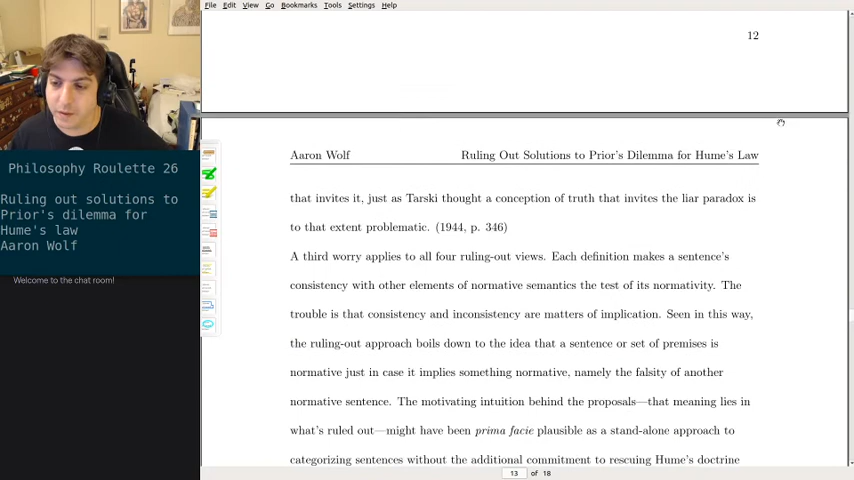 File Edit View Go Bookmarks Tools Settings Help
12
Philosophy Roulette 26
Ruling out solutions to
Prior's dilemma for
Hume's law
Aaron Wolf
Welcome to the chat room!
Aaron Wolf Ruling Out Solutions to Prior's Dilemma for Hume's Law
that invites it, just as Tarski thought a conception of truth that invites the liar paradox is
to that extent problematic. (1944, p. 346)
A third worry applies to all four ruling-out views. Each definition makes a sentence's
consistency with other elements of normative semantics the test of its normativity. The
trouble is that consistency and inconsistency are matters of implication. Seen in this way,
the ruling-out approach boils down to the idea that a sentence or set of premises is
normative just in case it implies something normative, namely the falsity of another
normative sentence. The motivating intuition behind the proposals—that meaning lies in
what's ruled out—might have been prima facie plausible as a stand-alone approach to
categorizing sentences without the additional commitment to rescuing Hume's doctrine
13 of 18